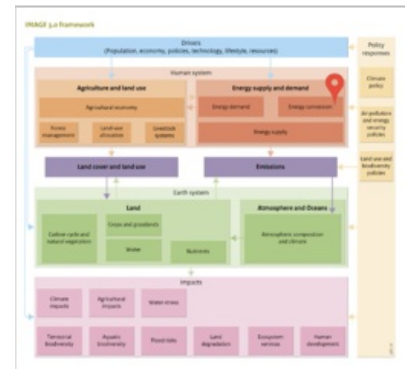 IMAGE 3.0 framework
Drivers
(Population, economy, policies, technology, lifestyle, resources)
Policy
responses
Human system
Agriculture and land use
Energy supply and demand
Climate
policy
Agricultural economy
Energy demand
Energy conversion
Air pollution
and energy
security
policies
Forest
management
Land-use
allocation
Livestock
systems
Energy supply
Land cover and land use
Emissions
Land use and
biodiversity
policies
Earth system
Land
Atmosphere and Oceans
Carbon cycle and
natural vegetation
Crops and grasslands
Water
Nutrients
Atmosphere composition
and climate
Impacts
Climate
impacts
Agricultural
impacts
Water stress
Terrestrial
biodiversity
Aquatic
biodiversity
Flood risks
Land
degradation
Ecosystem
services
Human
development